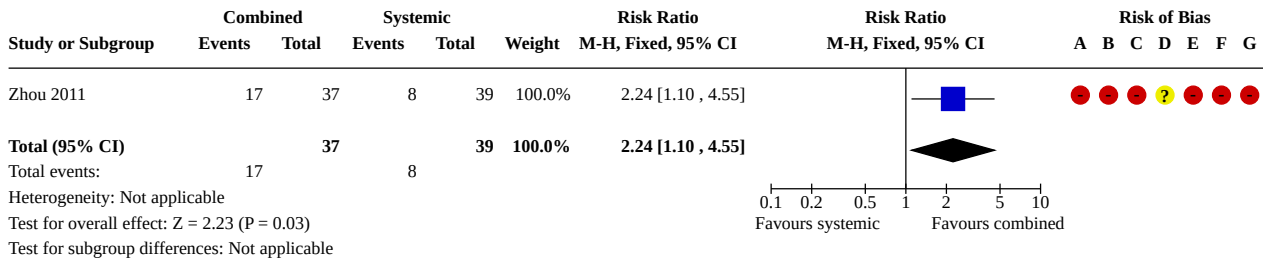 Combined Systemic Risk Ratio Risk Ratio Risk of Bias
Study or Subgroup Events Total Events Total Weight M-H, Fixed, 95% CI M-H, Fixed, 95% CI A B C D E F G
Zhou 2011 17 37 8 39 100.0% 2.24 [1.10 , 4.55] - - - ? - - -
Total (95% CI) 37 39 100.0% 2.24 [1.10 , 4.55]
Total events: 17 8
Heterogeneity: Not applicable 0.1 0.2 0.5 1 2 5 10
Test for overall effect: Z = 2.23 (P = 0.03) Favours systemic Favours combined
Test for subgroup differences: Not applicable